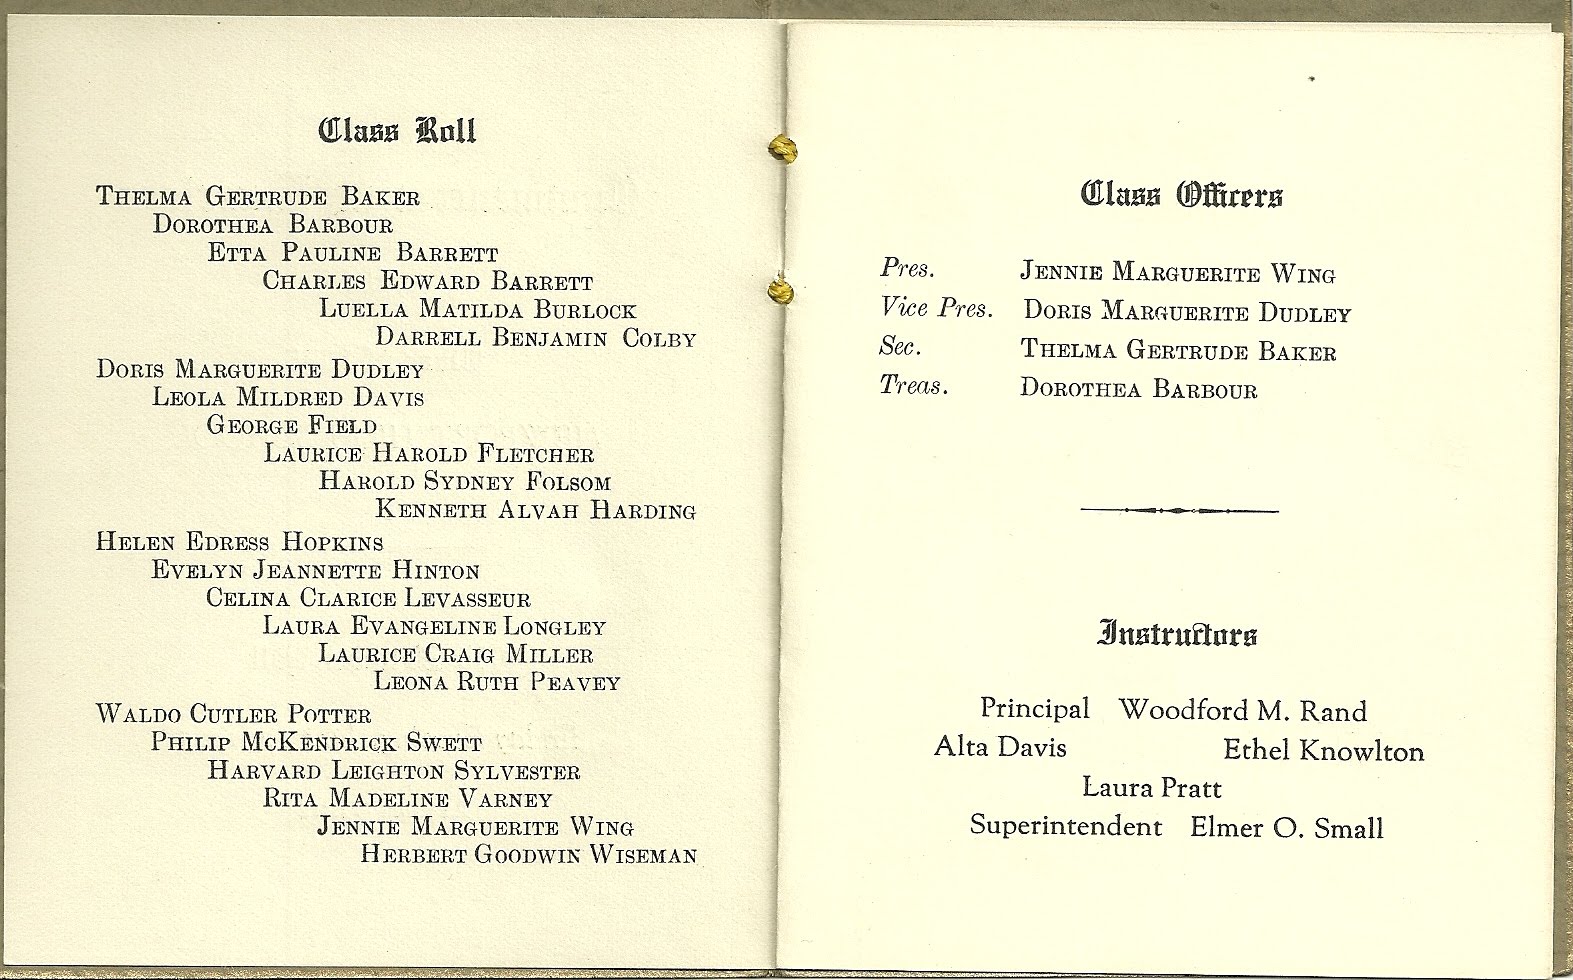 Class Roll
THELMA GERTRUDE BAKER
DOROTHEA BARBOUR
ETTA PAULINE BARRETT
CHARLES EDWARD BARRETT
LUELLA MATILDA BURLOCK
DARRELL BENJAMIN COLBY
DORIS MARGUERITE DUDLEY
LEOLA MILDRED DAVIS
GEORGE FIELD
LAURICE HAROLD FLETCHER
HAROLD SYDNEY FOLSOM
KENNETH ALVAH HARDING
HELEN EDRESS HOPKINS
EVELYN JEANNETTE HINTON
CELINA CLARICE LEVASSEUR
LAURA EVANGELINE LONGLEY
LAURICE CRAIG MILLER
LEONA RUTH PEAVEY
WALDO CUTLER POTTER
PHILIP MCKENDRICK SWETT
HARVARD LEIGHTON SYLVESTER
RITA MADELINE VARNEY
JENNIE MARGUERITE WING
HERBERT GOODWIN WISEMAN
Class Officers
Pres. JENNIE MARGUERITE WING
Vice Pres. DORIS MARGUERITE DUDLEY
Sec. THELMA GERTRUDE BAKER
Treas. DOROTHEA BARBOUR
Instructors
Principal Woodford M. Rand
Alta Davis Ethel Knowlton
Laura Pratt
Superintendent Elmer O. Small